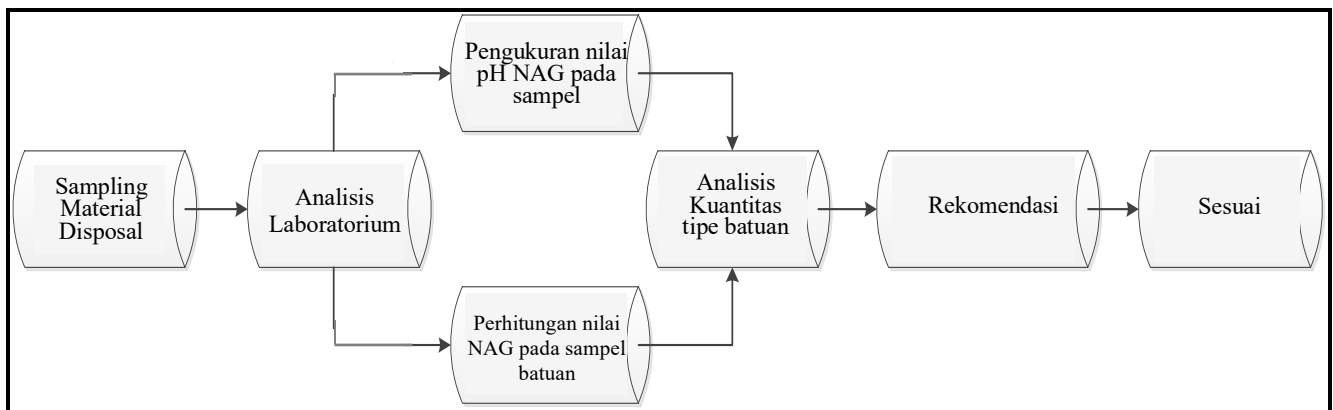 Sampling
Material
Disposal
Analisis
Laboratorium
Pengukuran nilai
pH NAG pada
sampel
Perhitungan nilai
NAG pada sampel
batuan
Analisis
Kuantitas
tipe batuan
Rekomendasi
Sesuai